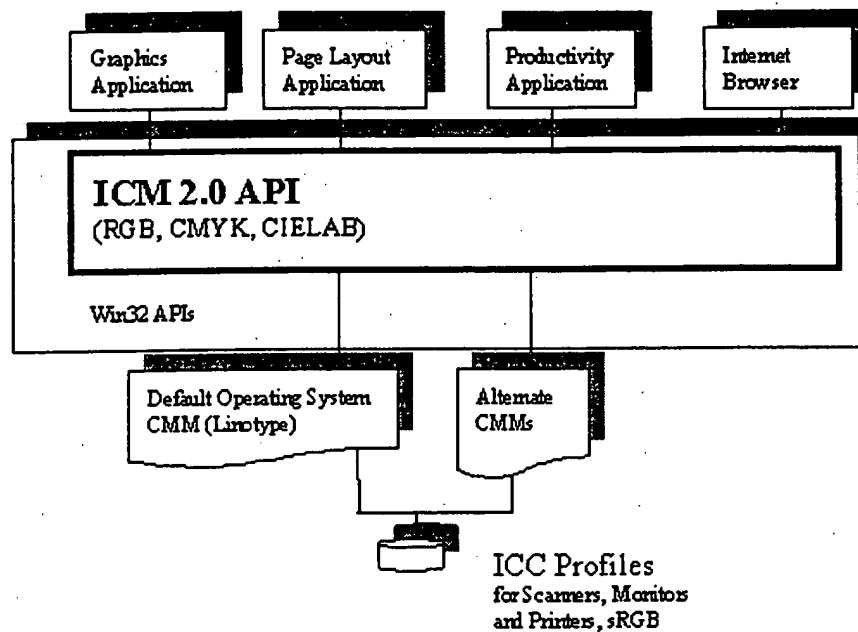 Graphics
Application
Page Layout
Application
Productivity
Application
Internet
Browser
ICM 2.0 API
(RGB, CMYK, CIELAB)
Win32 APIs
Default Operating System
CMM (Linotype)
Alternate
CMMs
ICC Profiles
for Scanners, Monitors
and Printers, sRGB